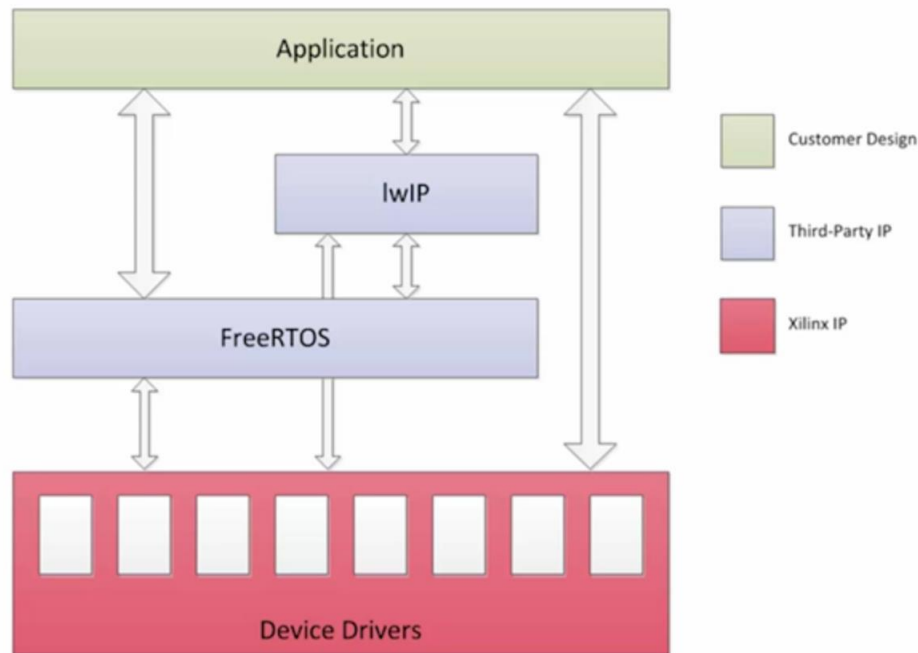 Application
Customer Design
lwIP
Third-Party IP
FreeRTOS
Xilinx IP
Device Drivers